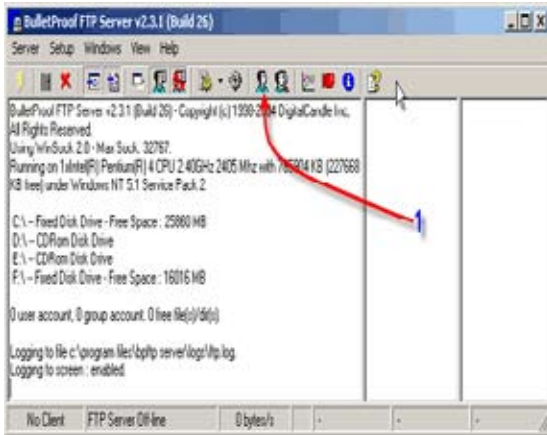 BulletProof FTP Server v2.3.1 (Build 26)
Server Setup Windows View Help
BulletProof FTP Server v2.3.1 (Build 26) - Copyright (c) 1998-2004 DigitalCandle Inc,
All Rights Reserved.
Using WinSock 2.0 - Max Sock. 32767.
Running on 1xIntel(R) Pentium(R) 4 CPU 2.40GHz 2405 Mhz with KB (227668
KB free) under Windows NT 5.1 Service Pack 2
C:\ -- Fixed Disk Drive - Free Space : 25860 MB
D:\ -- CDRom Disk Drive
E:\ -- CDRom Disk Drive
F:\ -- Fixed Disk Drive - Free Space : 16016 MB
0 user account, 0 group account. 0 free file(s)/dir(s).
Logging to file c:\program files\bpftp server\logs\ftp.log.
Logging to screen : enabled.
1
No Client FTP Server Off-line 0 bytes/s - - -